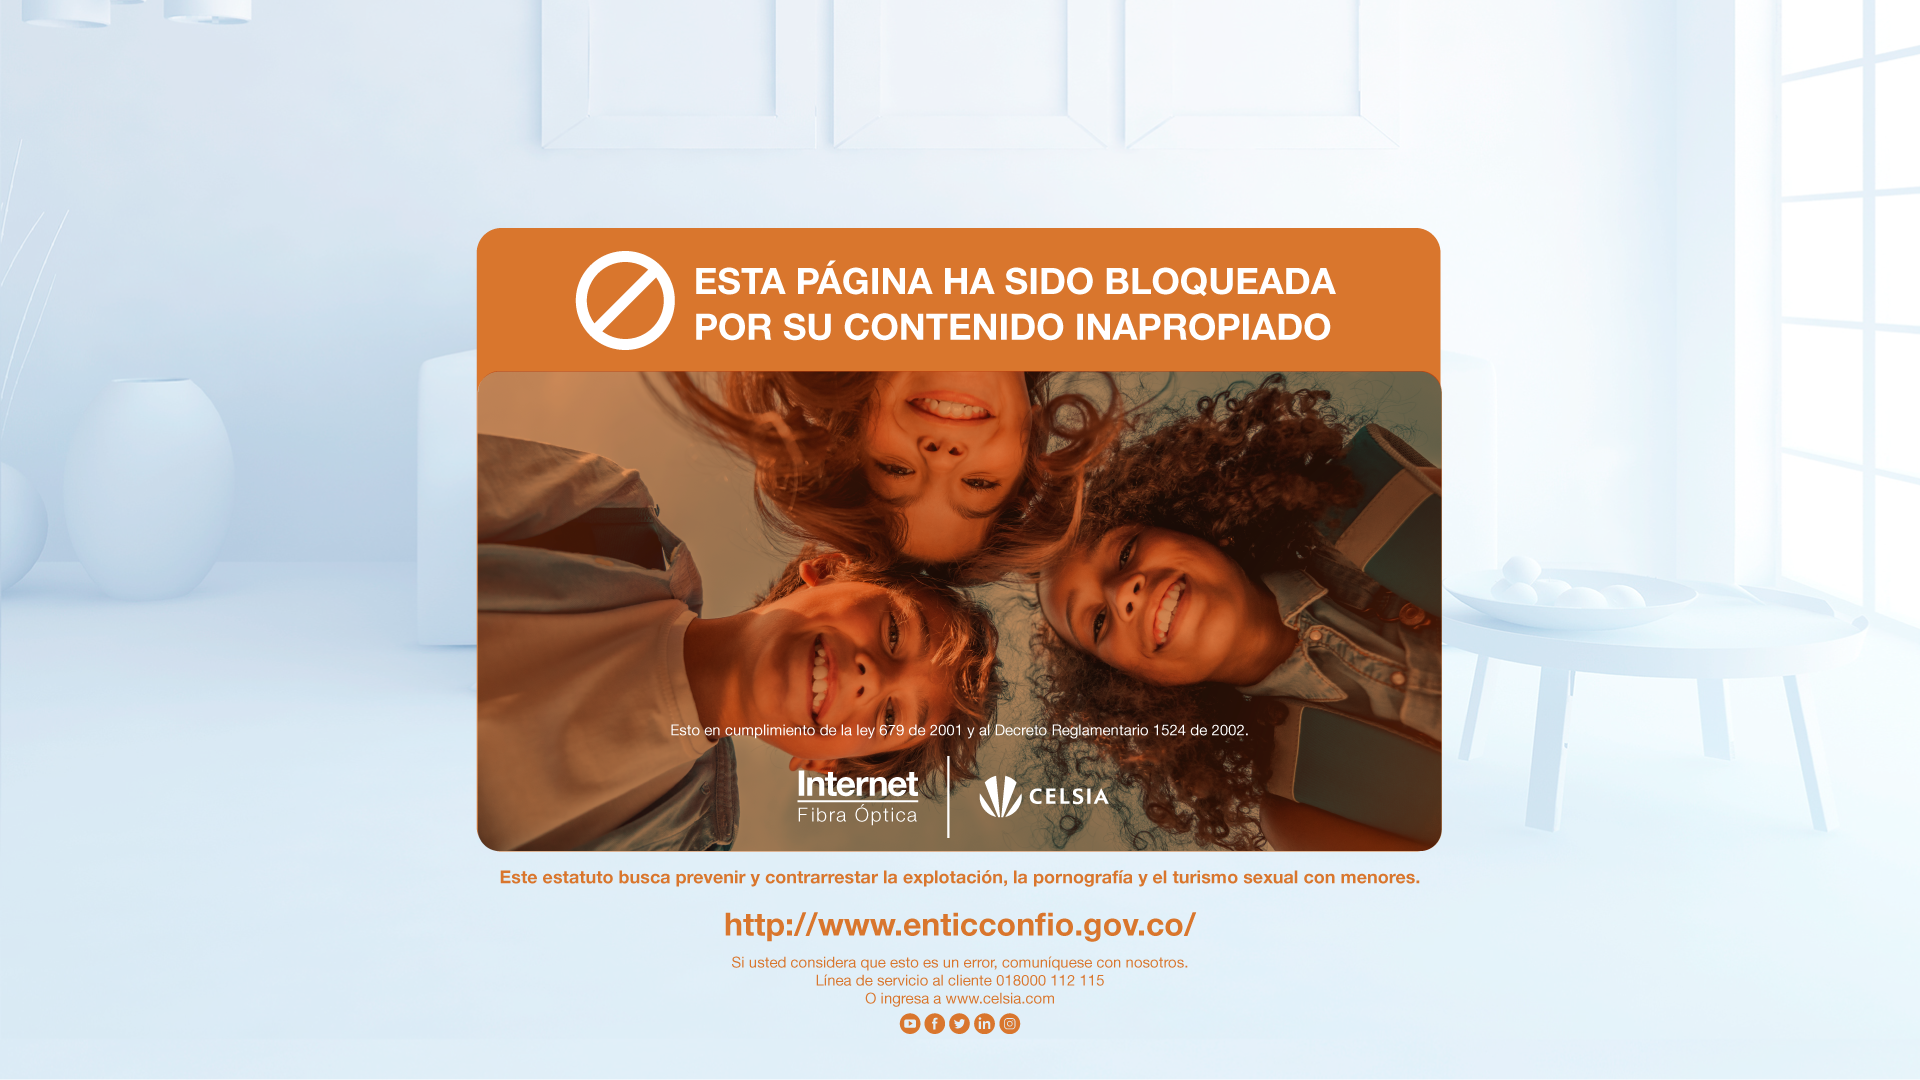 ESTA PÁGINA HA SIDO BLOQUEADA
POR SU CONTENIDO INAPROPIADO
Esto en cumplimiento de la ley 679 de 2001 y al Decreto Reglamentario 1524 de 2002.
Internet
Fibra Óptica
CELSIA
Este estatuto busca prevenir y contrarrestar la explotación, la pornografía y el turismo sexual con menores.
http://www.enticconfio.gov.co/
Si usted considera que esto es un error, comuníquese con nosotros.
Línea de servicio al cliente 018000 112 115
O ingresa a www.celsia.com